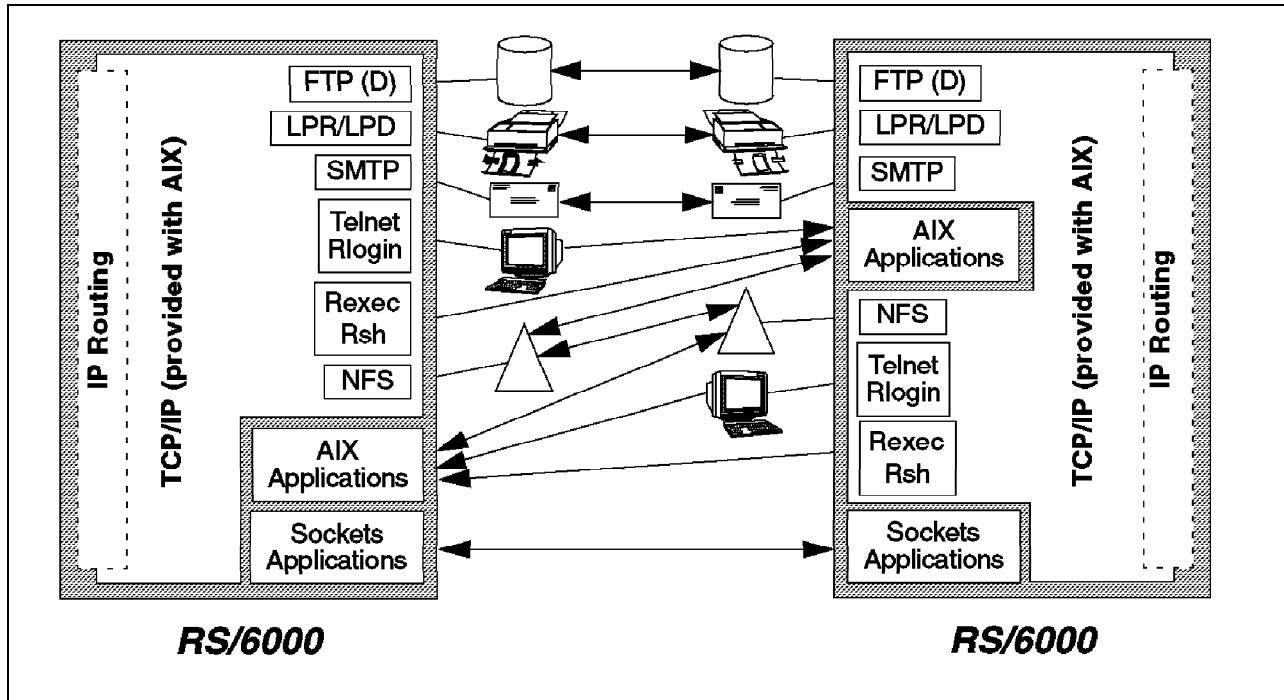 IP Routing
TCP/IP (provided with AIX)
FTP (D)
LPR/LPD
SMTP
Telnet
Rlogin
Rexec
Rsh
NFS
AIX
Applications
Sockets
Applications
RS/6000
FTP (D)
LPR/LPD
SMTP
AIX
Applications
NFS
Telnet
Rlogin
Rexec
Rsh
Sockets
Applications
TCP/IP (provided with AIX)
IP Routing
RS/6000